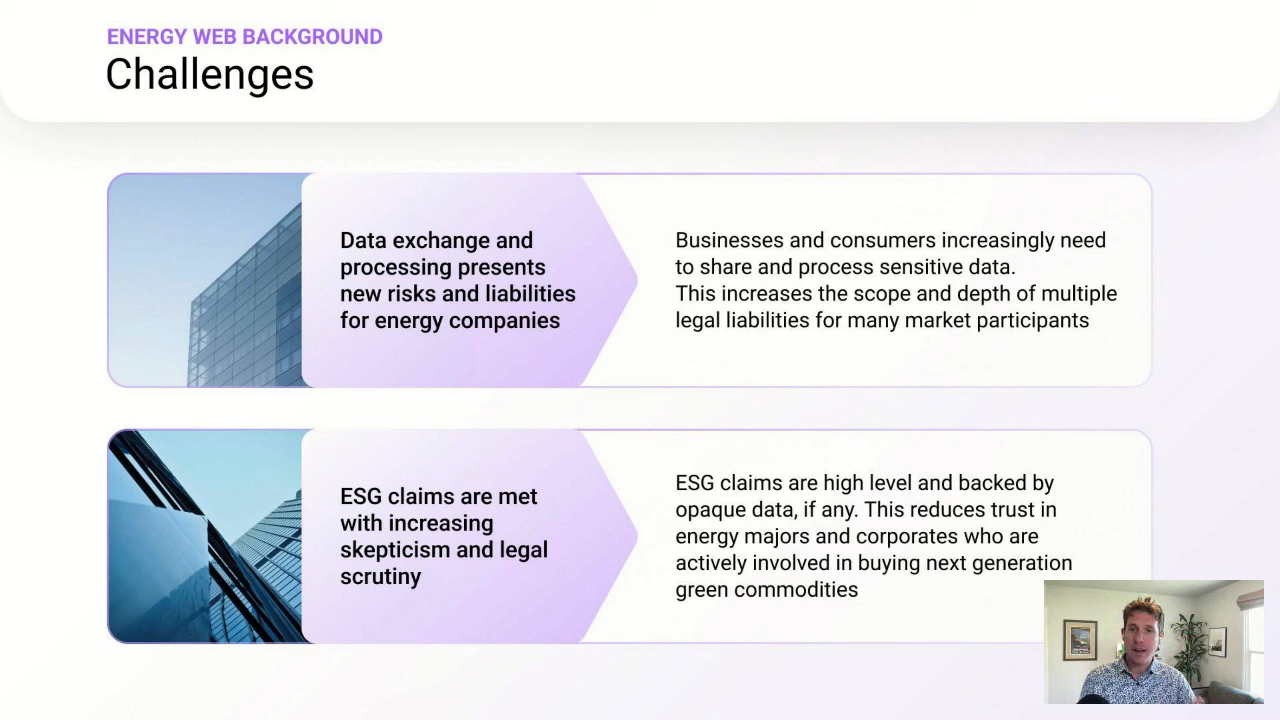 ENERGY WEB BACKGROUND
Challenges
Data exchange and
processing presents
new risks and liabilities
for energy companies
Businesses and consumers increasingly need
to share and process sensitive data.
This increases the scope and depth of multiple
legal liabilities for many market participants
ESG claims are met
with increasing
skepticism and legal
scrutiny
ESG claims are high level and backed by
opaque data, if any. This reduces trust in
energy majors and corporates who are
actively involved in buying next generation
green commodities